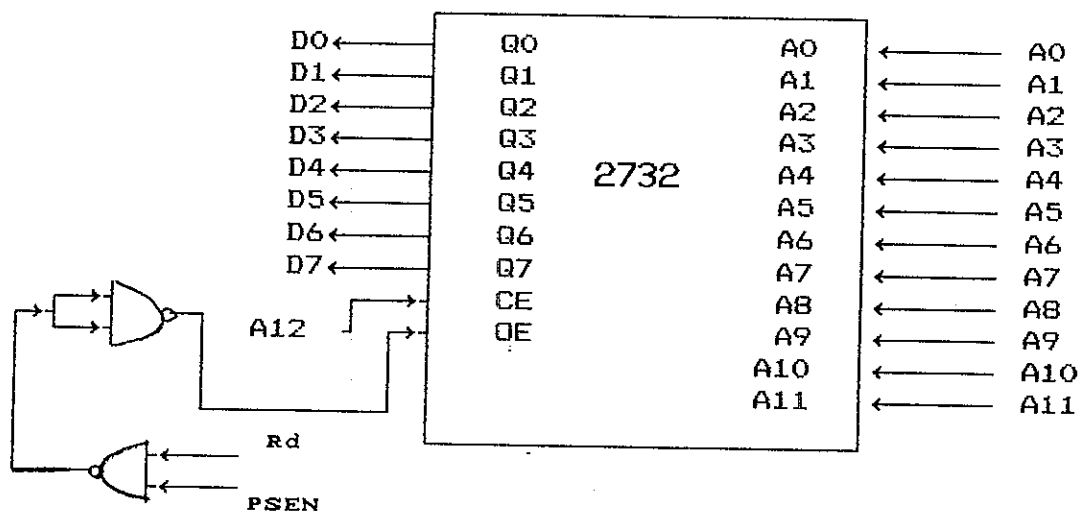 D0 Q0 A0 A0
D1 Q1 A1 A1
D2 Q2 A2 A2
D3 Q3 A3 A3
D4 Q4 2732 A4 A4
D5 Q5 A5 A5
D6 Q6 A6 A6
D7 Q7 A7 A7
CE A8 A8
A12 OE A9 A9
A10 A10
A11 A11
Rd
PSEN